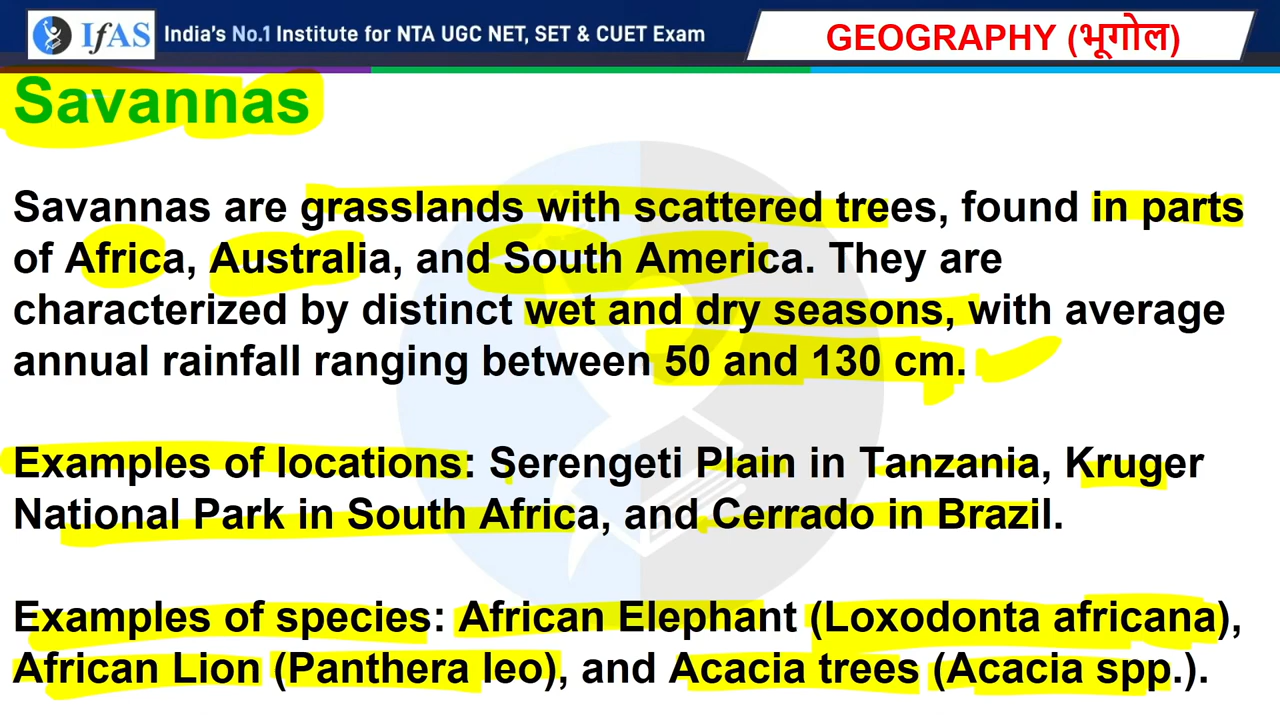 IfAS India's No.1 Institute for NTA UGC NET, SET & CUET Exam
GEOGRAPHY (भूगोल)
Savannas
Savannas are grasslands with scattered trees, found in parts
of Africa, Australia, and South America. They are
characterized by distinct wet and dry seasons, with average
annual rainfall ranging between 50 and 130 cm.
Examples of locations: Serengeti Plain in Tanzania, Kruger
National Park in South Africa, and Cerrado in Brazil.
Examples of species: African Elephant (Loxodonta africana),
African Lion (Panthera leo), and Acacia trees (Acacia spp.).